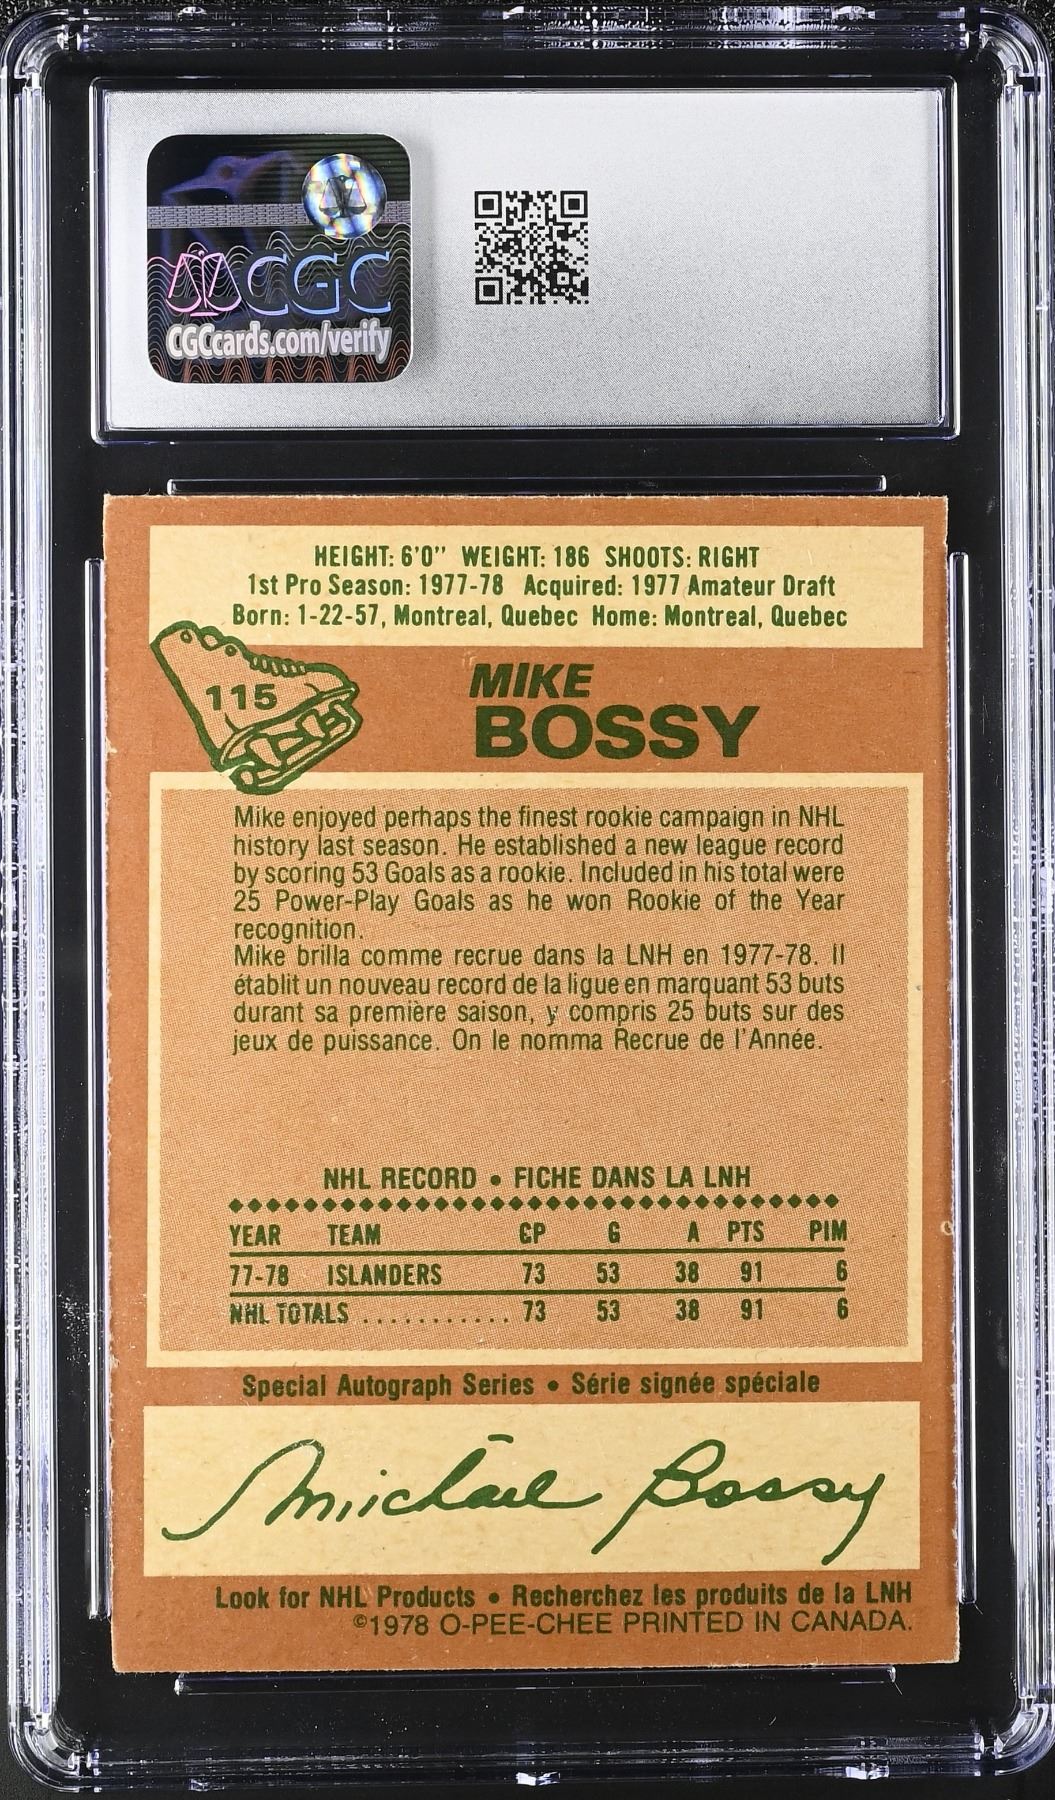 CGC
CGCcards.com/verify
HEIGHT: 6'0" WEIGHT: 186 SHOOTS: RIGHT
1st Pro Season: 1977-78 Acquired: 1977 Amateur Draft
Born: 1-22-57, Montreal, Quebec Home: Montreal, Quebec
115
MIKE
BOSSY
Mike enjoyed perhaps the finest rookie campaign in NHL
history last season. He established a new league record
by scoring 53 Goals as a rookie. Included in his total were
25 Power-Play Goals as he won Rookie of the Year
recognition.
Mike brilla comme recrue dans la LNH en 1977-78. Il
établit un nouveau record de la ligue en marquant 53 buts
durant sa première saison, y compris 25 buts sur des
jeux de puissance. On le nomma Recrue de l'Année.
NHL RECORD • FICHE DANS LA LNH
YEAR TEAM GP G A PTS PIM
77-78 ISLANDERS 73 53 38 91 6
NHL TOTALS ........... 73 53 38 91 6
Special Autograph Series • Série signée spéciale
Michael Bossy
Look for NHL Products • Recherchez les produits de la LNH
©1978 O-PEE-CHEE PRINTED IN CANADA.